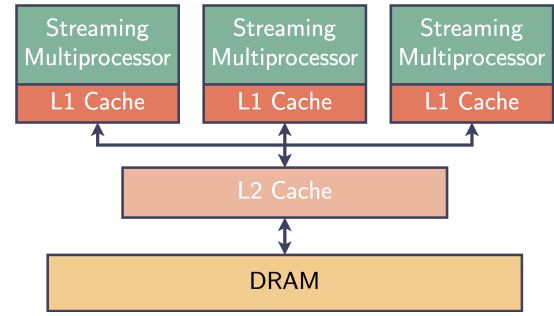 Streaming
Multiprocessor
L1 Cache
Streaming
Multiprocessor
L1 Cache
Streaming
Multiprocessor
L1 Cache
L2 Cache
DRAM